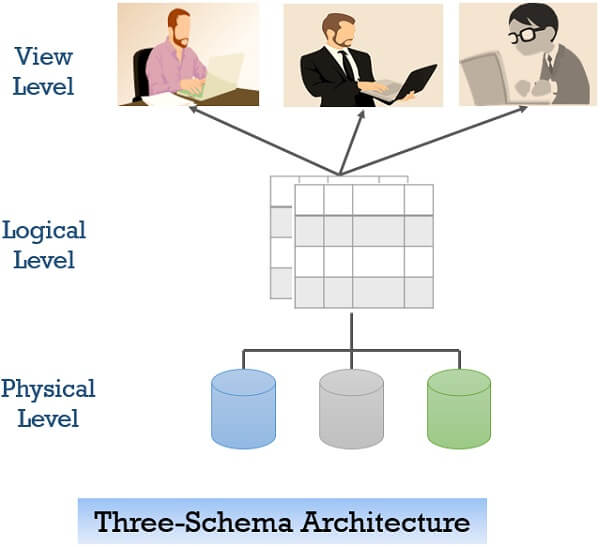 View
Level
Logical
Level
Physical
Level
Three-Schema Architecture